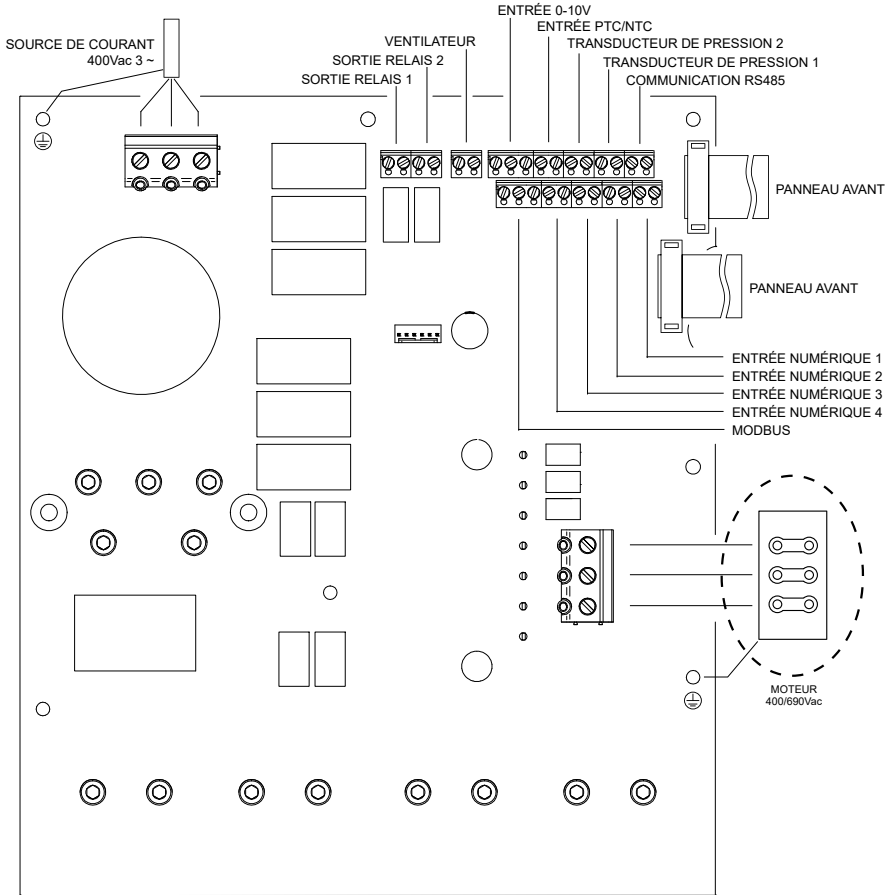 ENTRÉE 0-10V
ENTRÉE PTC/NTC
SOURCE DE COURANT
400Vac 3 ~
VENTILATEUR
TRANSDUCTEUR DE PRESSION 2
SORTIE RELAIS 2
TRANSDUCTEUR DE PRESSION 1
SORTIE RELAIS 1
COMMUNICATION RS485
PANNEAU AVANT
PANNEAU AVANT
ENTRÉE NUMÉRIQUE 1
ENTRÉE NUMÉRIQUE 2
ENTRÉE NUMÉRIQUE 3
ENTRÉE NUMÉRIQUE 4
MODBUS
MOTEUR
400/690Vac